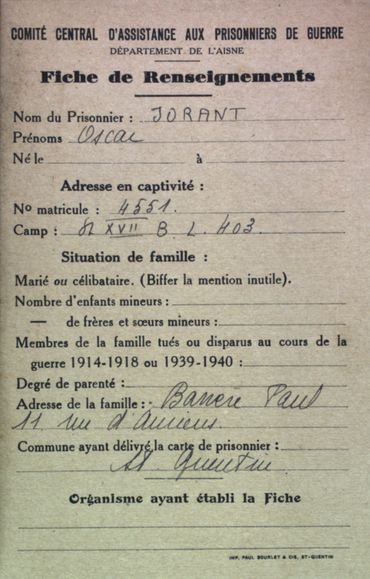 COMITÉ CENTRAL D'ASSISTANCE AUX PRISONNIERS DE GUERRE
DÉPARTEMENT DE L'AISNE
Fiche de Renseignements
Nom du Prisonnier : JORANT
Prénoms Oscar
Né le à
Adresse en captivité :
No matricule : 4551.
Camp : St XVII B L. 403.
Situation de famille :
Marié ou célibataire. (Biffer la mention inutile).
Nombre d'enfants mineurs :
— de frères et sœurs mineurs :
Membres de la famille tués ou disparus au cours de la
guerre 1914-1918 ou 1939-1940 :
Degré de parenté :
Adresse de la famille : Paul
11 rue d'Amiens.
Commune ayant délivré la carte de prisonnier :
St Quentin
Organisme ayant établi la Fiche
IMP. PAUL BOURLET & CIE, ST-QUENTIN